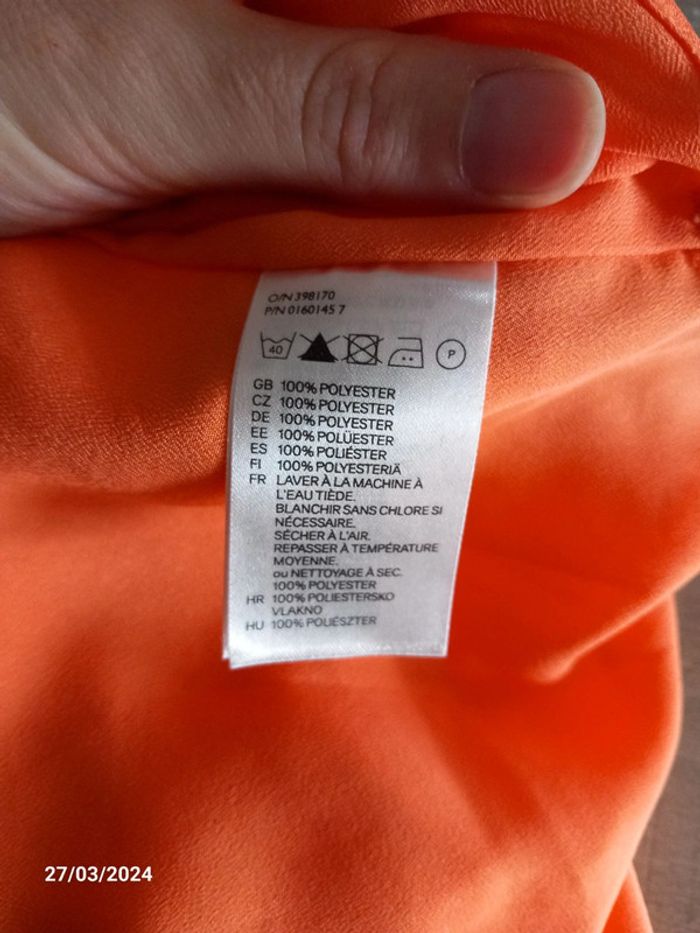 O/N 398170
P/N 0160145 7
40 P
GB 100% POLYESTER
CZ 100% POLYESTER
DE 100% POLYESTER
EE 100% POLÜESTER
ES 100% POLIÉSTER
FI 100% POLYESTERIÄ
FR LAVER À LA MACHINE À
L'EAU TIÈDE.
BLANCHIR SANS CHLORE SI
NÉCESSAIRE.
SÉCHER À L'AIR.
REPASSER À TEMPÉRATURE
MOYENNE.
ou NETTOYAGE À SEC.
100% POLYESTER
HR 100% POLIESTERSKO
VLAKNO
HU 100% POLIÉSZTER
27/03/2024